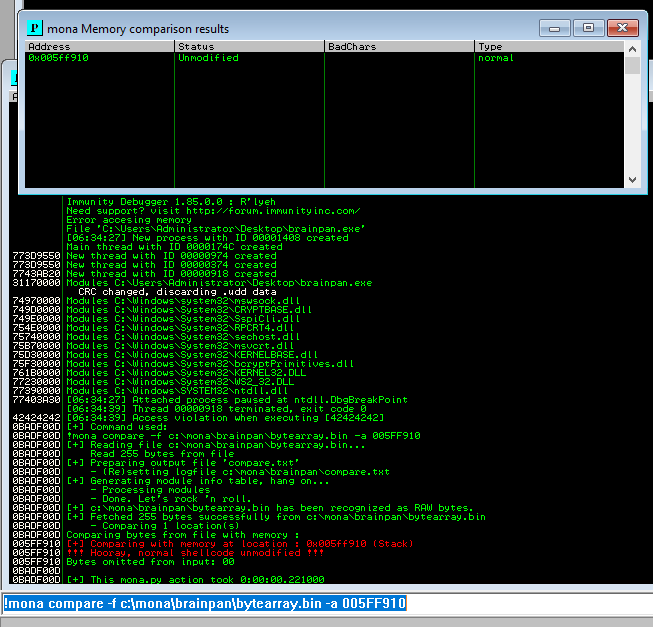 mona Memory comparison results
Address Status BadChars Type
0x005ff910 Unmodified normal
Immunity Debugger 1.85.0.0 : R'lyeh
Need support? visit http://forum.immunityinc.com/
Error accesing memory
File 'C:\Users\Administrator\Desktop\brainpan.exe'
[06:34:27] New process with ID 00001408 created
Main thread with ID 0000174C created
773D9550 New thread with ID 00000974 created
773D9550 New thread with ID 00000374 created
7743AB20 New thread with ID 00000918 created
31170000 Modules C:\Users\Administrator\Desktop\brainpan.exe
CRC changed, discarding .udd data
74970000 Modules C:\Windows\system32\mswsock.dll
749D0000 Modules C:\Windows\System32\CRYPTBASE.dll
749E0000 Modules C:\Windows\System32\SspiCli.dll
754E0000 Modules C:\Windows\System32\RPCRT4.dll
75740000 Modules C:\Windows\System32\sechost.dll
75B70000 Modules C:\Windows\System32\msvcrt.dll
75D30000 Modules C:\Windows\System32\KERNELBASE.dll
75F30000 Modules C:\Windows\System32\bcryptPrimitives.dll
761B0000 Modules C:\Windows\System32\KERNEL32.DLL
77230000 Modules C:\Windows\System32\WS2_32.DLL
77390000 Modules C:\Windows\SYSTEM32\ntdll.dll
77403A30 [06:34:27] Attached process paused at ntdll.DbgBreakPoint
[06:34:39] Thread 00000918 terminated, exit code 0
42424242 [06:34:39] Access violation when executing [42424242]
0BADF00D [+] Command used:
0BADF00D !mona compare -f c:\mona\brainpan\bytearray.bin -a 005FF910
0BADF00D [+] Reading file c:\mona\brainpan\bytearray.bin...
0BADF00D Read 255 bytes from file
0BADF00D [+] Preparing output file 'compare.txt'
0BADF00D - (Re)setting logfile c:\mona\brainpan\compare.txt
0BADF00D [+] Generating module info table, hang on...
0BADF00D - Processing modules
0BADF00D - Done. Let's rock 'n roll.
0BADF00D [+] c:\mona\brainpan\bytearray.bin has been recognized as RAW bytes.
0BADF00D [+] Fetched 255 bytes successfully from c:\mona\brainpan\bytearray.bin
0BADF00D - Comparing 1 location(s)
0BADF00D Comparing bytes from file with memory :
005FF910 [+] Comparing with memory at location : 0x005ff910 (Stack)
005FF910 !!! Hooray, normal shellcode unmodified !!!
005FF910 Bytes omitted from input: 00
0BADF00D
0BADF00D [+] This mona.py action took 0:00:00.221000
!mona compare -f c:\mona\brainpan\bytearray.bin -a 005FF910